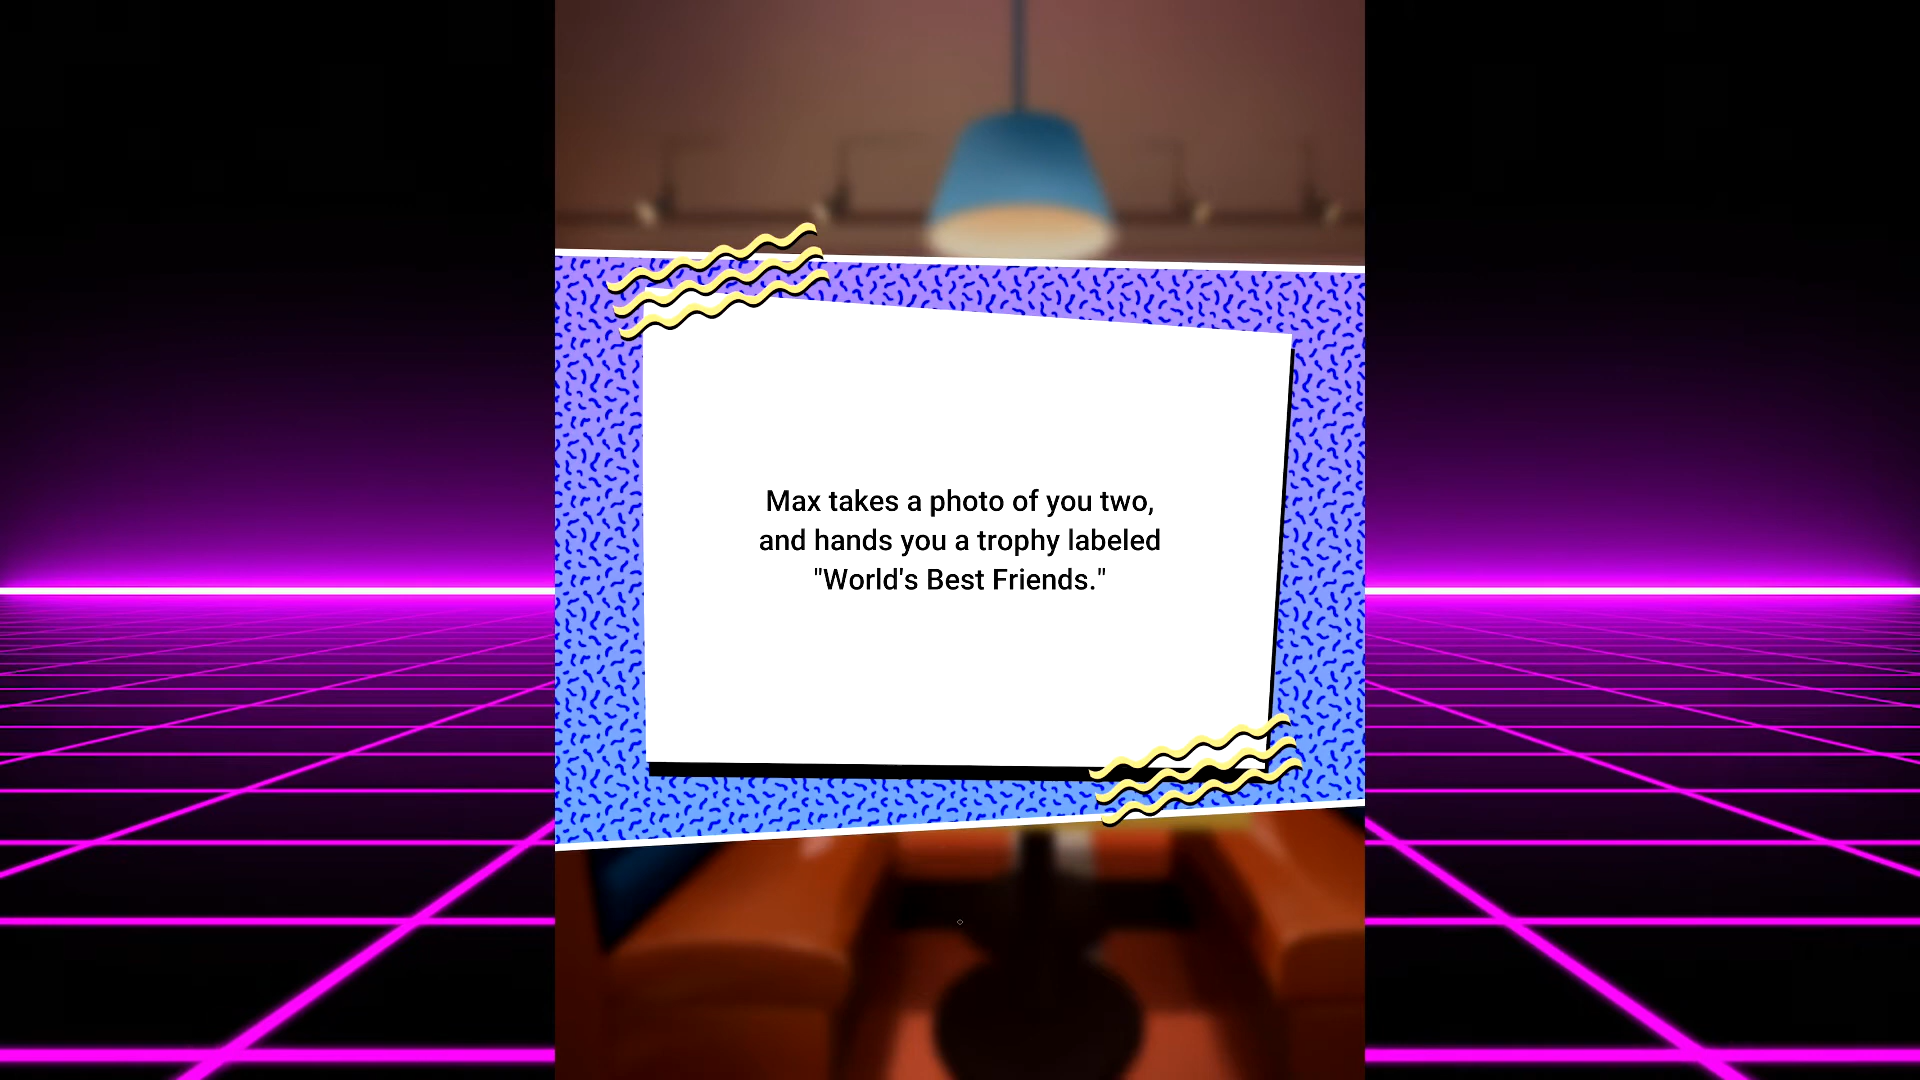 Max takes a photo of you two,
and hands you a trophy labeled
"World's Best Friends."